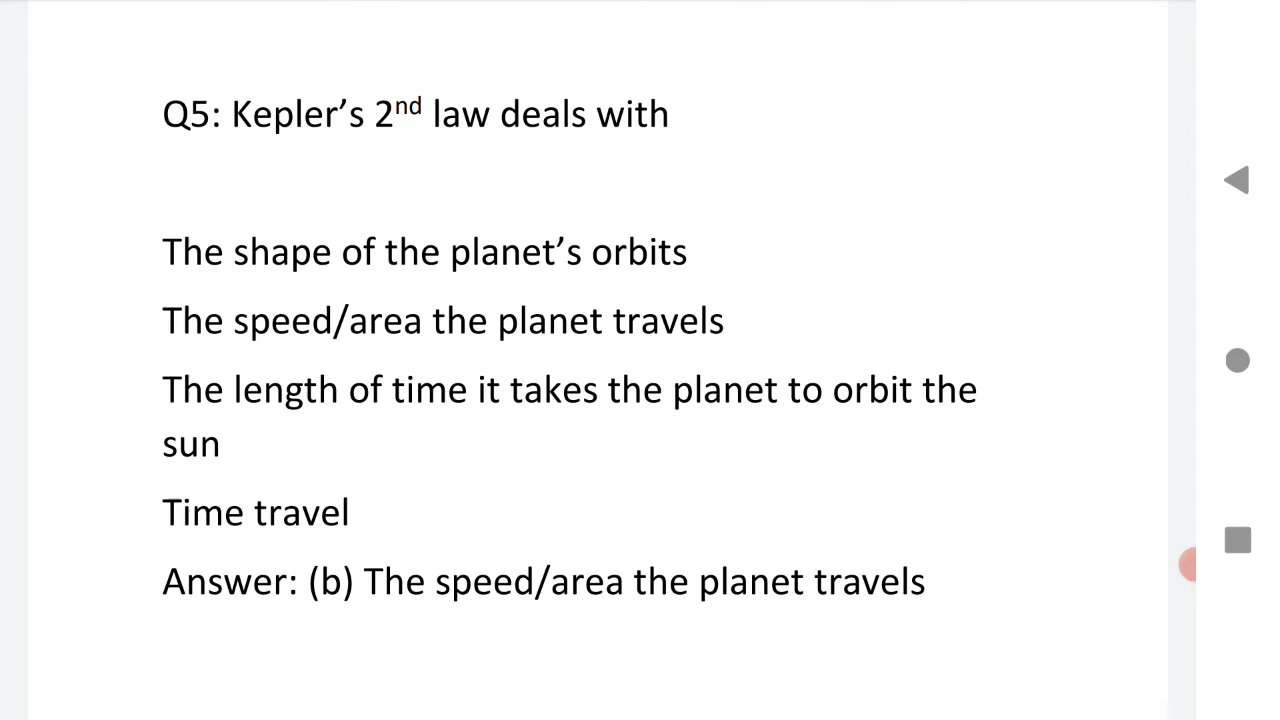 Q5: Kepler’s 2nd law deals with
The shape of the planet’s orbits
The speed/area the planet travels
The length of time it takes the planet to orbit the
sun
Time travel
Answer: (b) The speed/area the planet travels